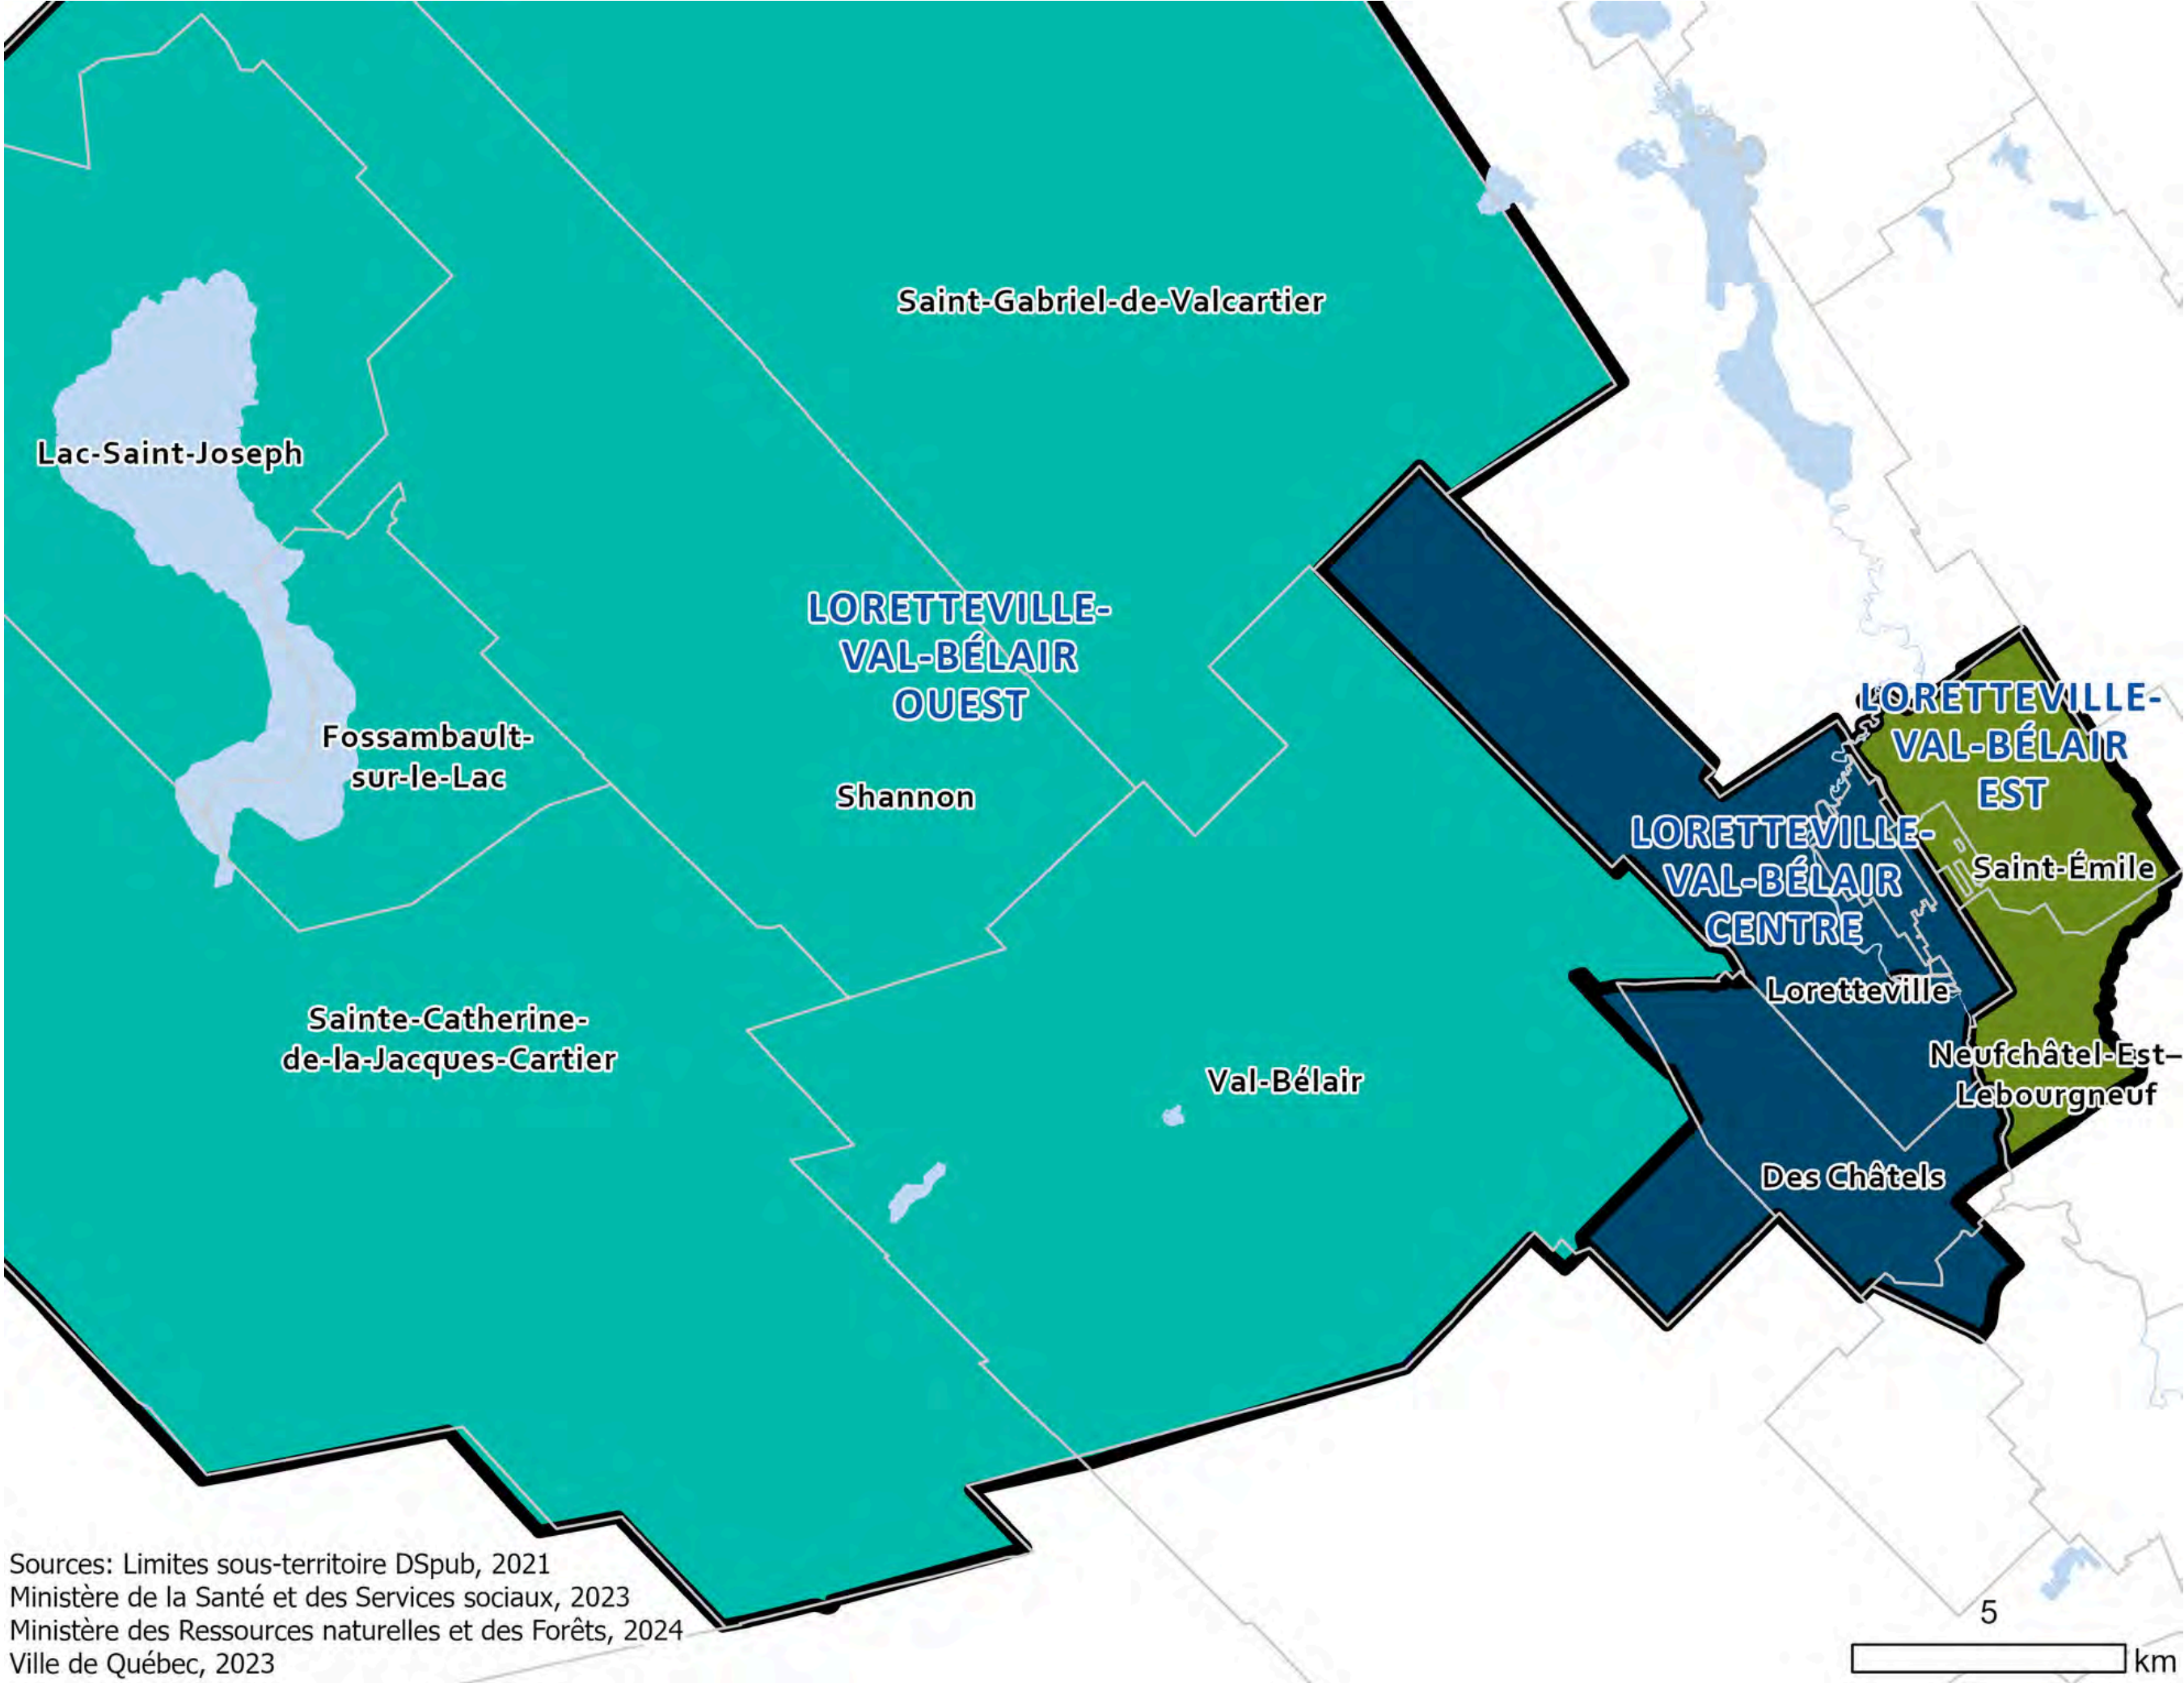 Saint-Gabriel-de-Valcartier
Lac-Saint-Joseph
LORETTEVILLE-
VAL-BÉLAIR
OUEST
Fossambault-
sur-le-Lac
Shannon
LORETTEVILLE-
VAL-BÉLAIR
EST
LORETTEVILLE-
VAL-BÉLAIR
CENTRE
Saint-Émile
Loretteville
Sainte-Catherine-
de-la-Jacques-Cartier
Val-Bélair
Neufchâtel-Est–
Lebourgneuf
Des Châtels
Sources: Limites sous-territoire DSpub, 2021
Ministère de la Santé et des Services sociaux, 2023
Ministère des Ressources naturelles et des Forêts, 2024
Ville de Québec, 2023
5
km